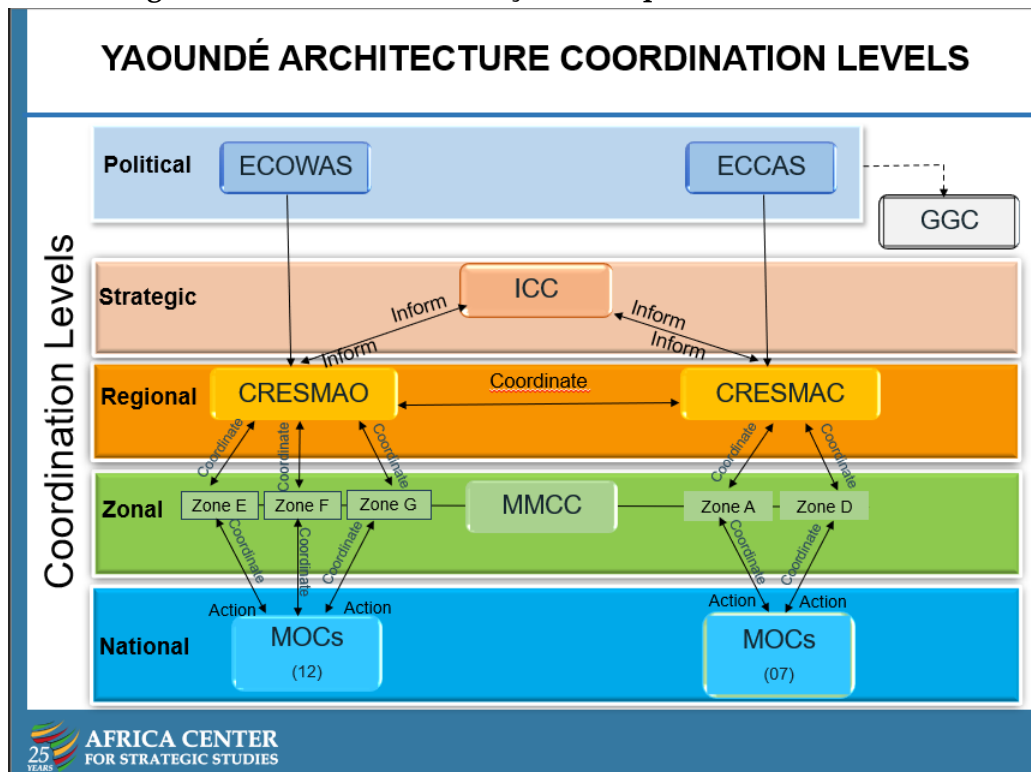 YAOUNDÉ ARCHITECTURE COORDINATION LEVELS
Coordination Levels
Political
ECOWAS
ECCAS
GGC
Strategic
ICC
Inform
Inform
Inform
Inform
Regional
CRESMAO
Coordinate
CRESMAC
Coordinate
Coordinate
Coordinate
Coordinate
Coordinate
Zonal
Zone E
Zone F
Zone G
MMCC
Zone A
Zone D
Coordinate
Coordinate
Coordinate
Coordinate
Coordinate
Action
Action
Action
Action
National
MOCs
(12)
MOCs
(07)
25
YEARS
AFRICA CENTER
FOR STRATEGIC STUDIES